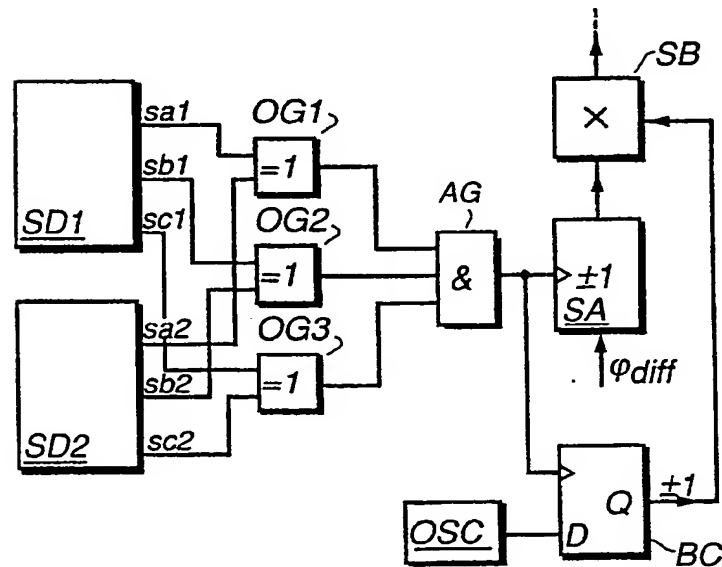 SB
×
sa1
OG1
=1
sb1
sc1
SD1
AG
OG2
=1
&
±1
SA
sa2
OG3
=1
φdiff
sb2
SD2
sc2
±1
Q
OSC
D
BC